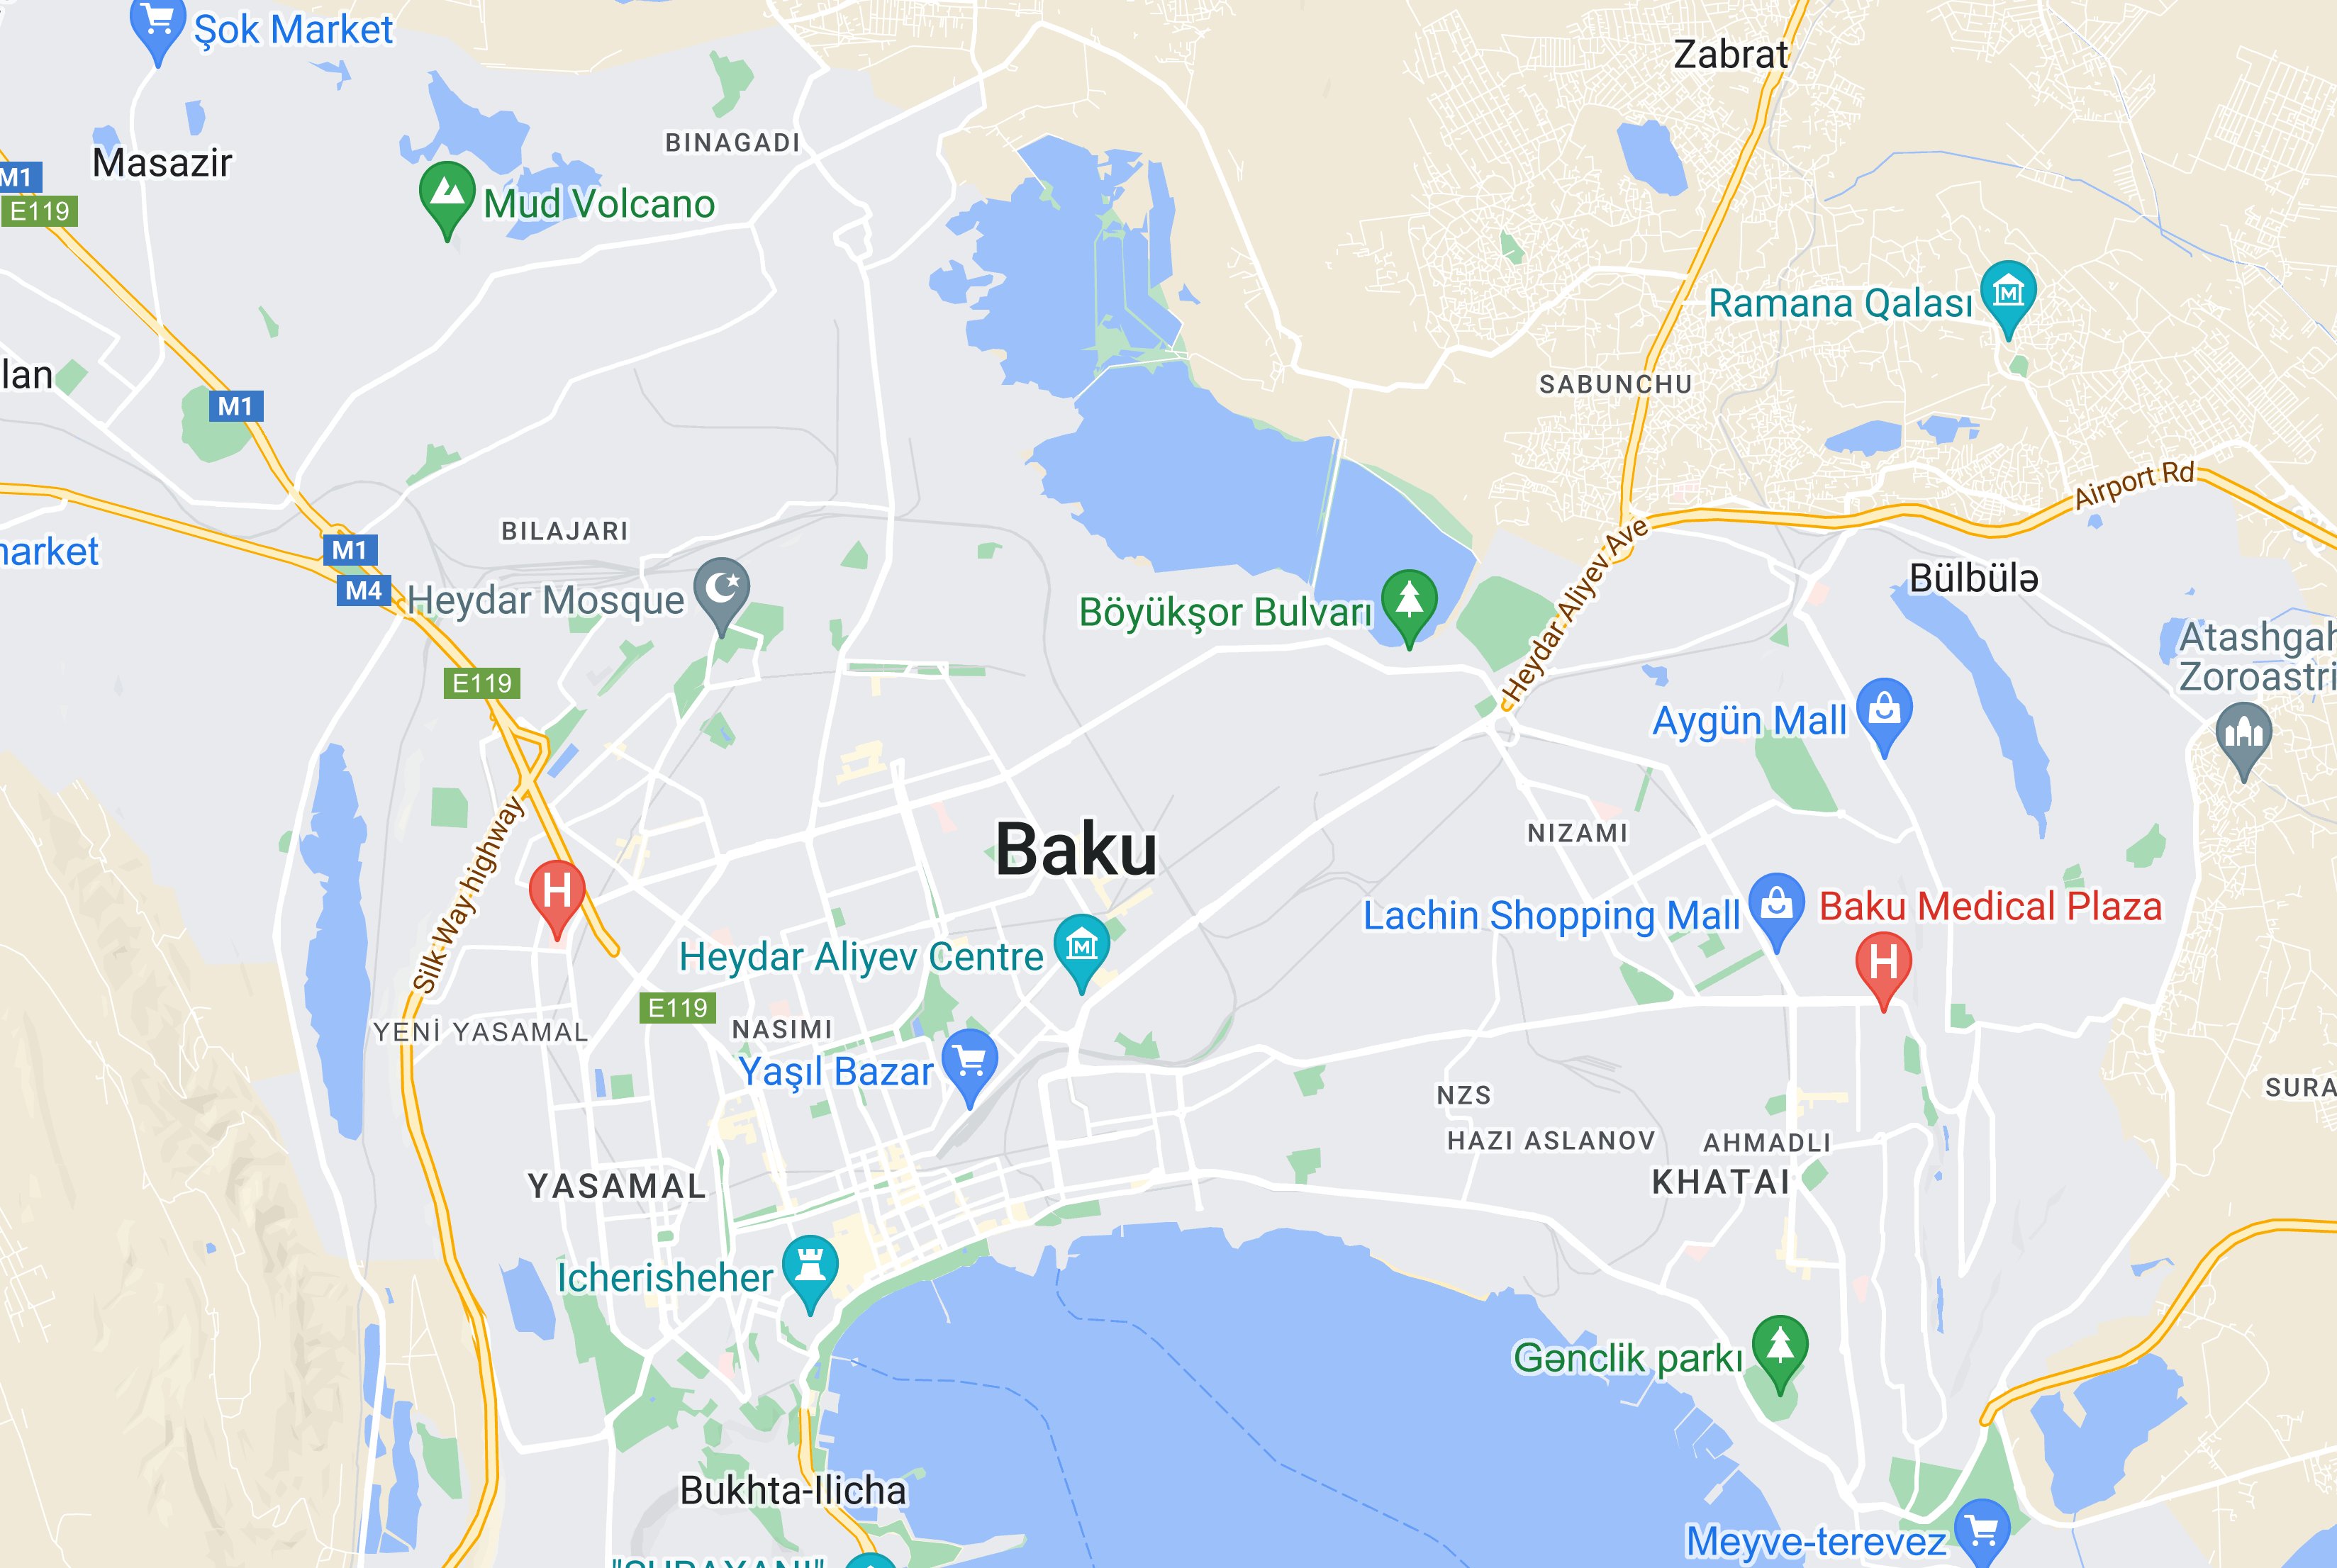 Şok Market
Zabrat
BINAGADI
Masazir
M1
E119
Mud Volcano
Ramana Qalası
lan
SABUNCHU
M1
Airport Rd
BILAJARI
Heydar Aliyev Ave
M1
market
M4
Heydar Mosque
Bülbülə
Böyükşor Bulvarı
Atashgah
Zoroastri
E119
Aygün Mall
Silk Way highway
Baku
NIZAMI
H
Lachin Shopping Mall
Baku Medical Plaza
H
Heydar Aliyev Centre
E119
YENİ YASAMAL
NASIMI
Yaşıl Bazar
NZS
SURA
HAZI ASLANOV
AHMADLI
YASAMAL
KHATAI
Icherisheher
Gənclik parkı
Bukhta-Ilicha
Meyve-terevez